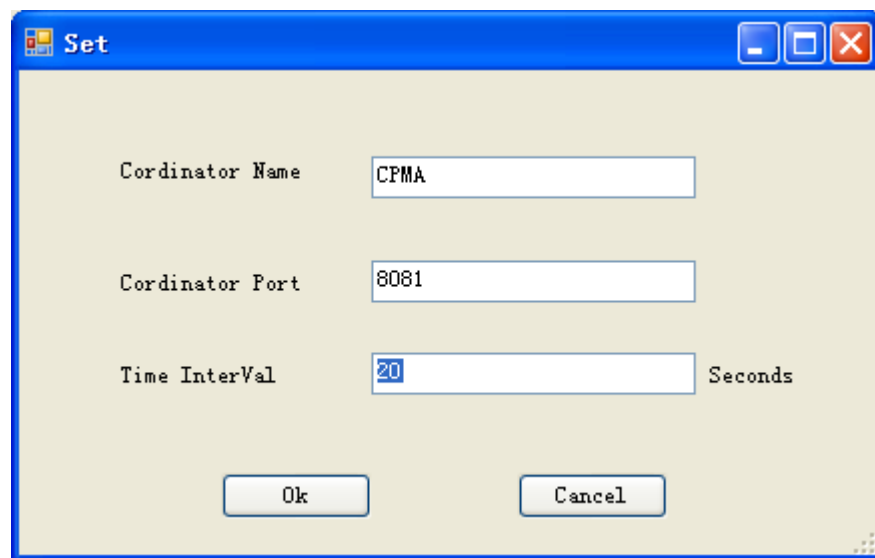 Set
Cordinator Name CPMA
Cordinator Port 8081
Time InterVal 20 Seconds
Ok Cancel